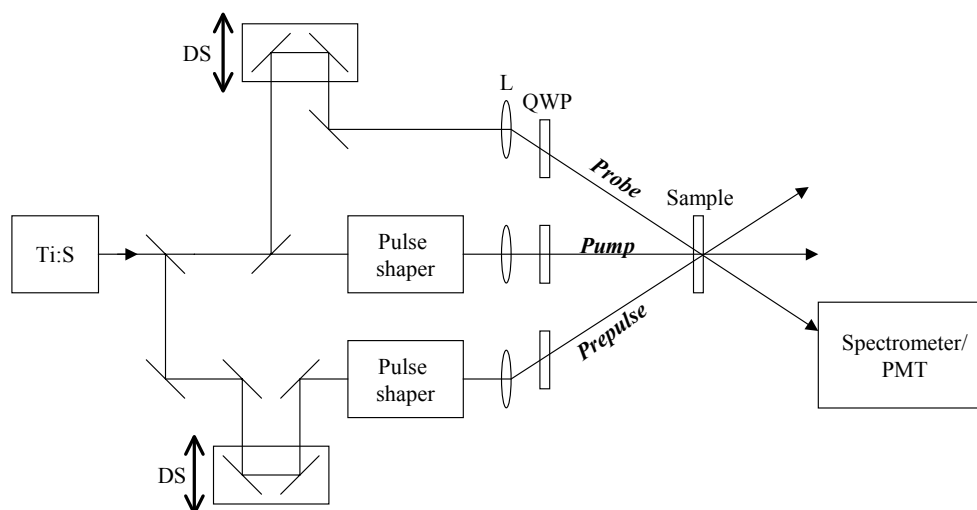 DS
L
QWP
Probe
Sample
Ti:S
Pulse
shaper
Pump
Prepulse
Pulse
shaper
Spectrometer/
PMT
DS